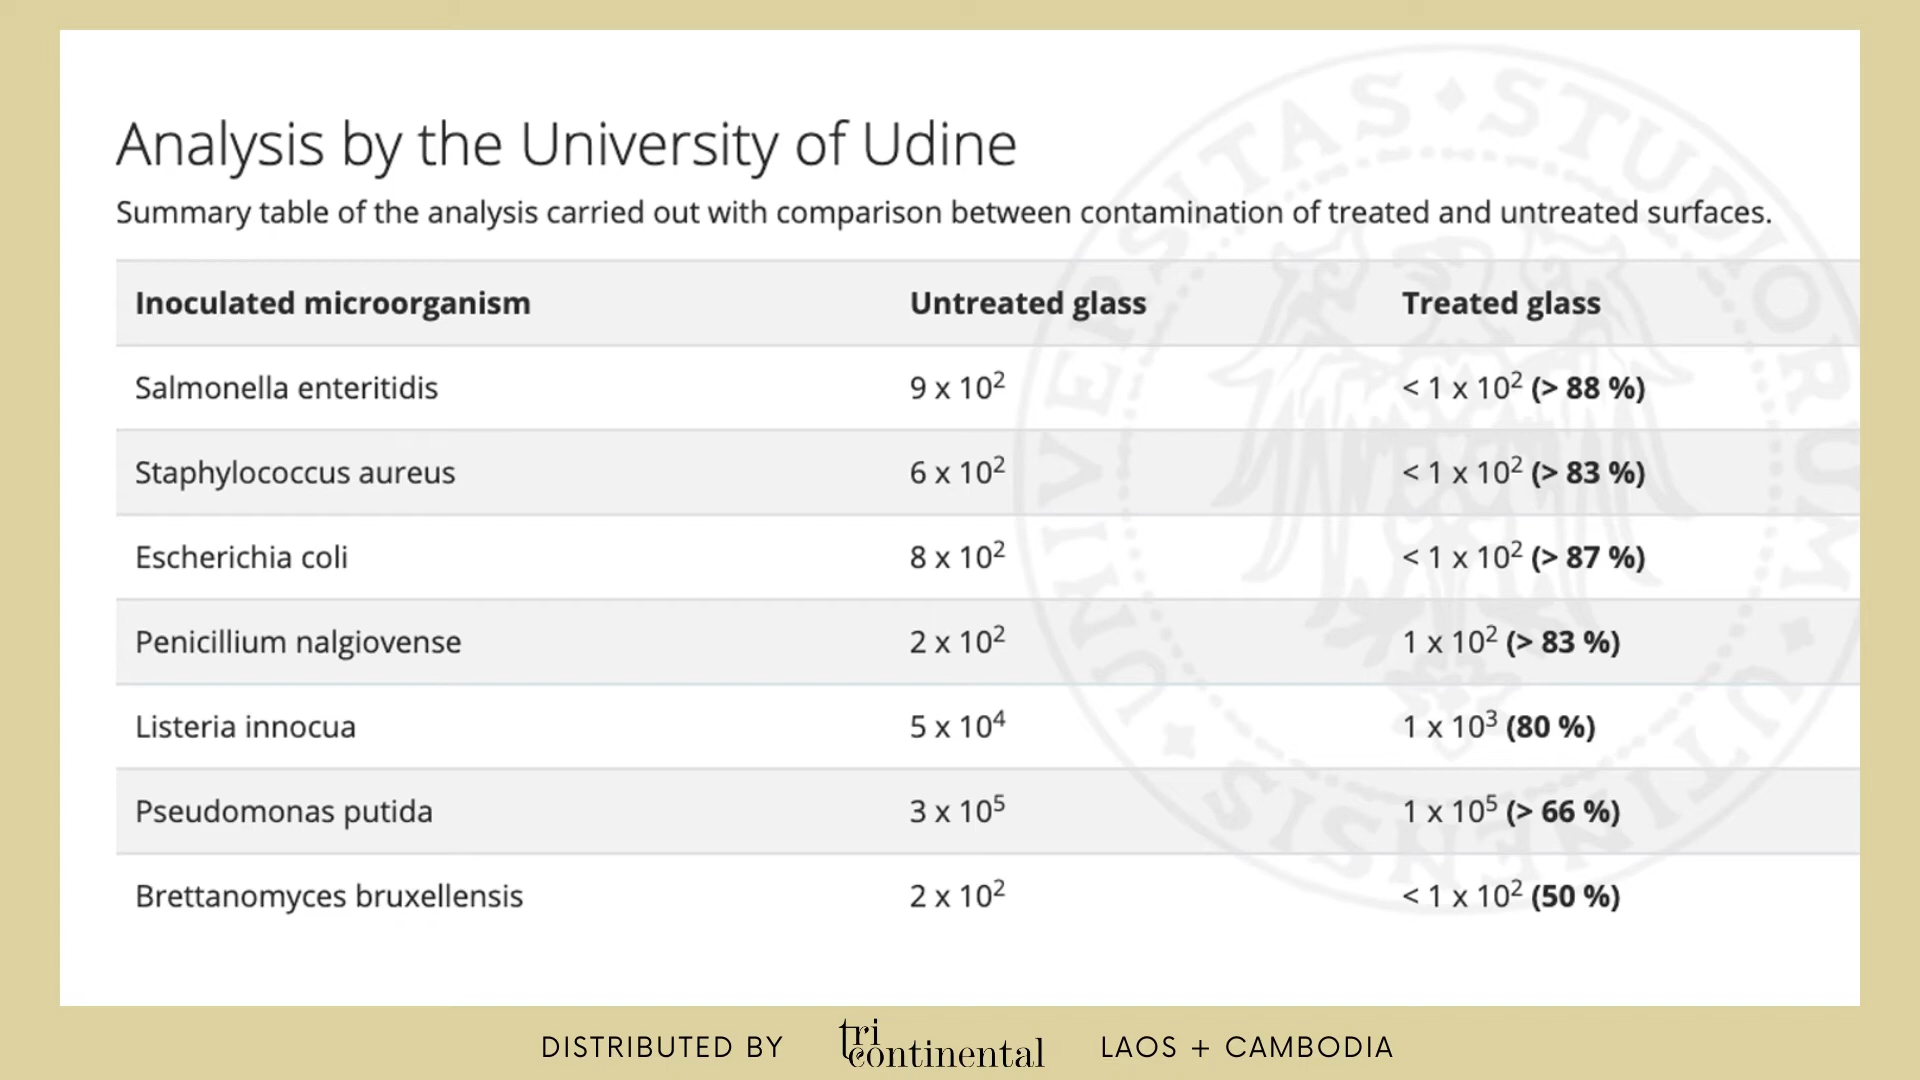 Analysis by the University of Udine
Summary table of the analysis carried out with comparison between contamination of treated and untreated surfaces.
Inoculated microorganism Untreated glass Treated glass
Salmonella enteritidis 9 x 10² < 1 x 10² (> 88 %)
Staphylococcus aureus 6 x 10² < 1 x 10² (> 83 %)
Escherichia coli 8 x 10² < 1 x 10² (> 87 %)
Penicillium nalgiovense 2 x 10² 1 x 10² (> 83 %)
Listeria innocua 5 x 10⁴ 1 x 10³ (80 %)
Pseudomonas putida 3 x 10⁵ 1 x 10⁵ (> 66 %)
Brettanomyces bruxellensis 2 x 10² < 1 x 10² (50 %)
UNIVERSITAS STUDIORUM UTINENSIS
DISTRIBUTED BY tri continental LAOS + CAMBODIA